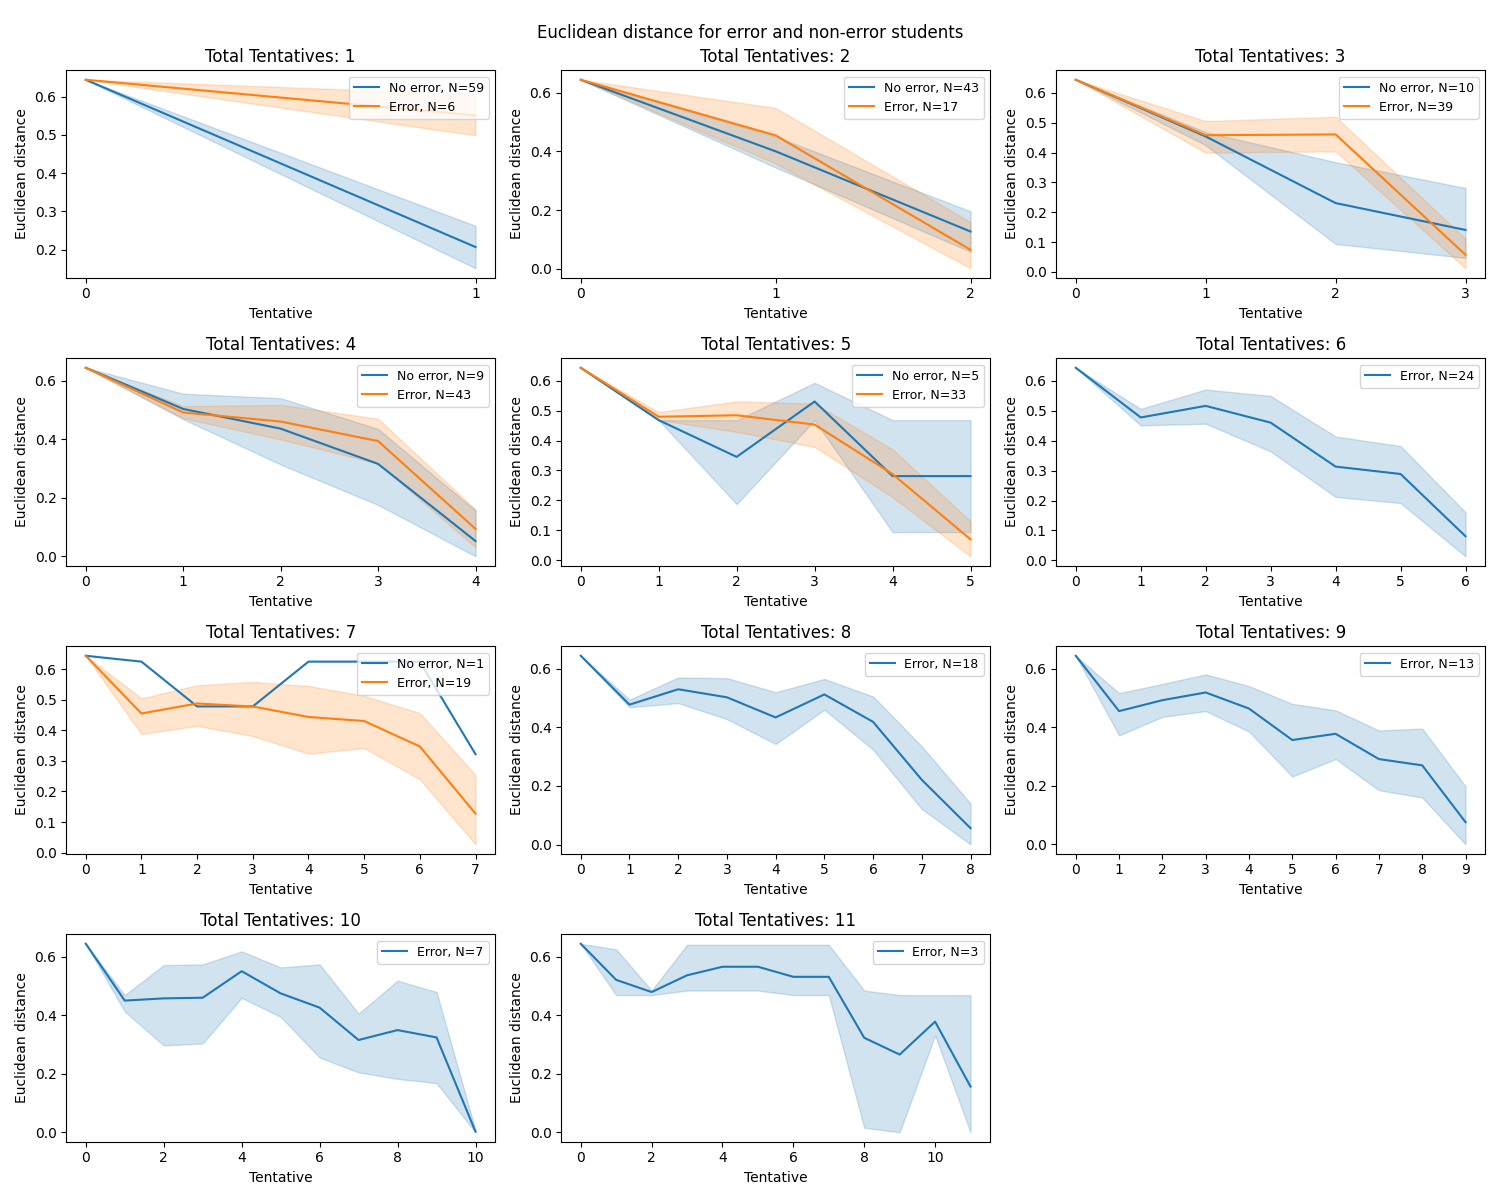 Euclidean distance for error and non-error students
Total Tentatives: 1
No error, N=59
Error, N=6
Euclidean distance
0.6
0.5
0.4
0.3
0.2
0 1
Tentative
Total Tentatives: 2
No error, N=43
Error, N=17
Euclidean distance
0.6
0.4
0.2
0.0
0 1 2
Tentative
Total Tentatives: 3
No error, N=10
Error, N=39
Euclidean distance
0.6
0.5
0.4
0.3
0.2
0.1
0.0
0 1 2 3
Tentative
Total Tentatives: 4
No error, N=9
Error, N=43
Euclidean distance
0.6
0.4
0.2
0.0
0 1 2 3 4
Tentative
Total Tentatives: 5
No error, N=5
Error, N=33
Euclidean distance
0.6
0.5
0.4
0.3
0.2
0.1
0.0
0 1 2 3 4 5
Tentative
Total Tentatives: 6
Error, N=24
Euclidean distance
0.6
0.5
0.4
0.3
0.2
0.1
0.0
0 1 2 3 4 5 6
Tentative
Total Tentatives: 7
No error, N=1
Error, N=19
Euclidean distance
0.6
0.5
0.4
0.3
0.2
0.1
0.0
0 1 2 3 4 5 6 7
Tentative
Total Tentatives: 8
Error, N=18
Euclidean distance
0.6
0.4
0.2
0.0
0 1 2 3 4 5 6 7 8
Tentative
Total Tentatives: 9
Error, N=13
Euclidean distance
0.6
0.4
0.2
0.0
0 1 2 3 4 5 6 7 8 9
Tentative
Total Tentatives: 10
Error, N=7
Euclidean distance
0.6
0.4
0.2
0.0
0 2 4 6 8 10
Tentative
Total Tentatives: 11
Error, N=3
Euclidean distance
0.6
0.4
0.2
0.0
0 2 4 6 8 10
Tentative